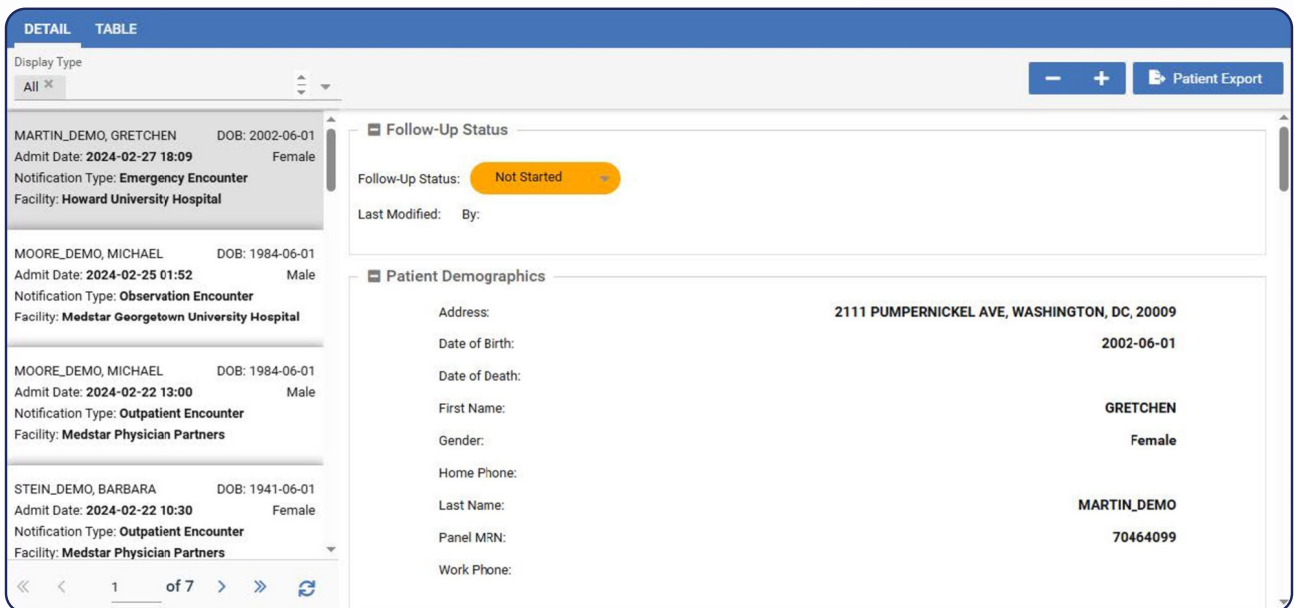 DETAIL TABLE
Display Type
All ×
− + Patient Export
MARTIN_DEMO, GRETCHEN DOB: 2002-06-01
Admit Date: 2024-02-27 18:09 Female
Notification Type: Emergency Encounter
Facility: Howard University Hospital
MOORE_DEMO, MICHAEL DOB: 1984-06-01
Admit Date: 2024-02-25 01:52 Male
Notification Type: Observation Encounter
Facility: Medstar Georgetown University Hospital
MOORE_DEMO, MICHAEL DOB: 1984-06-01
Admit Date: 2024-02-22 13:00 Male
Notification Type: Outpatient Encounter
Facility: Medstar Physician Partners
STEIN_DEMO, BARBARA DOB: 1941-06-01
Admit Date: 2024-02-22 10:30 Female
Notification Type: Outpatient Encounter
Facility: Medstar Physician Partners
« < 1 of 7 > »
Follow-Up Status
Follow-Up Status: Not Started
Last Modified: By:
Patient Demographics
Address: 2111 PUMPERNICKEL AVE, WASHINGTON, DC, 20009
Date of Birth: 2002-06-01
Date of Death:
First Name: GRETCHEN
Gender: Female
Home Phone:
Last Name: MARTIN_DEMO
Panel MRN: 70464099
Work Phone: